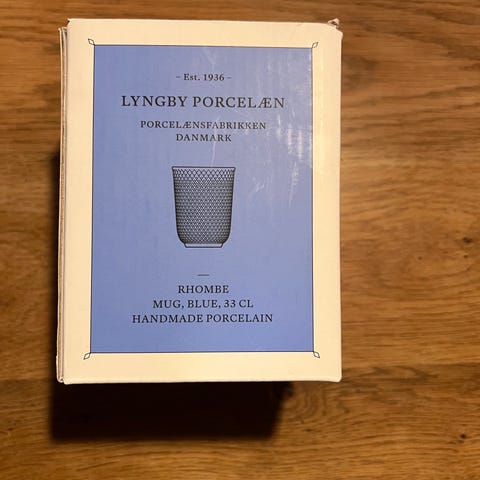 – Est. 1936 –
LYNGBY PORCELÆN
PORCELÆNSFABRIKKEN
DANMARK
—
RHOMBE
MUG, BLUE, 33 CL
HANDMADE PORCELAIN